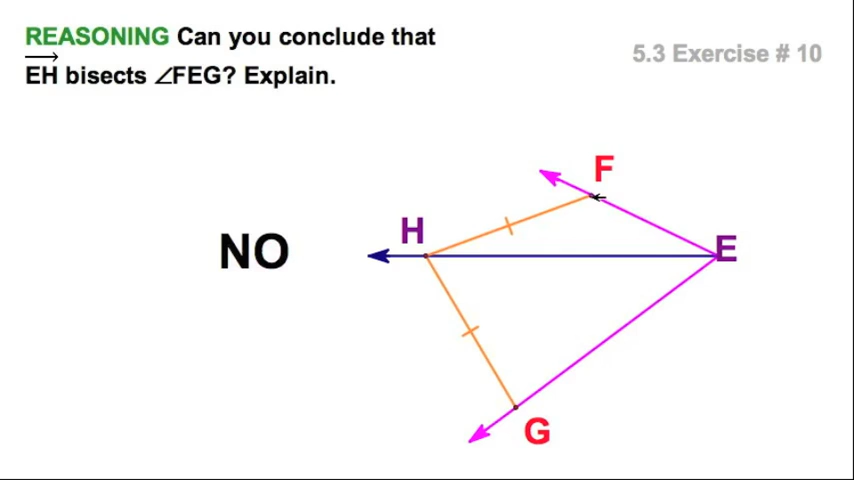 REASONING Can you conclude that
EH bisects ∠FEG? Explain.
5.3 Exercise # 10
F
H
E
NO
G